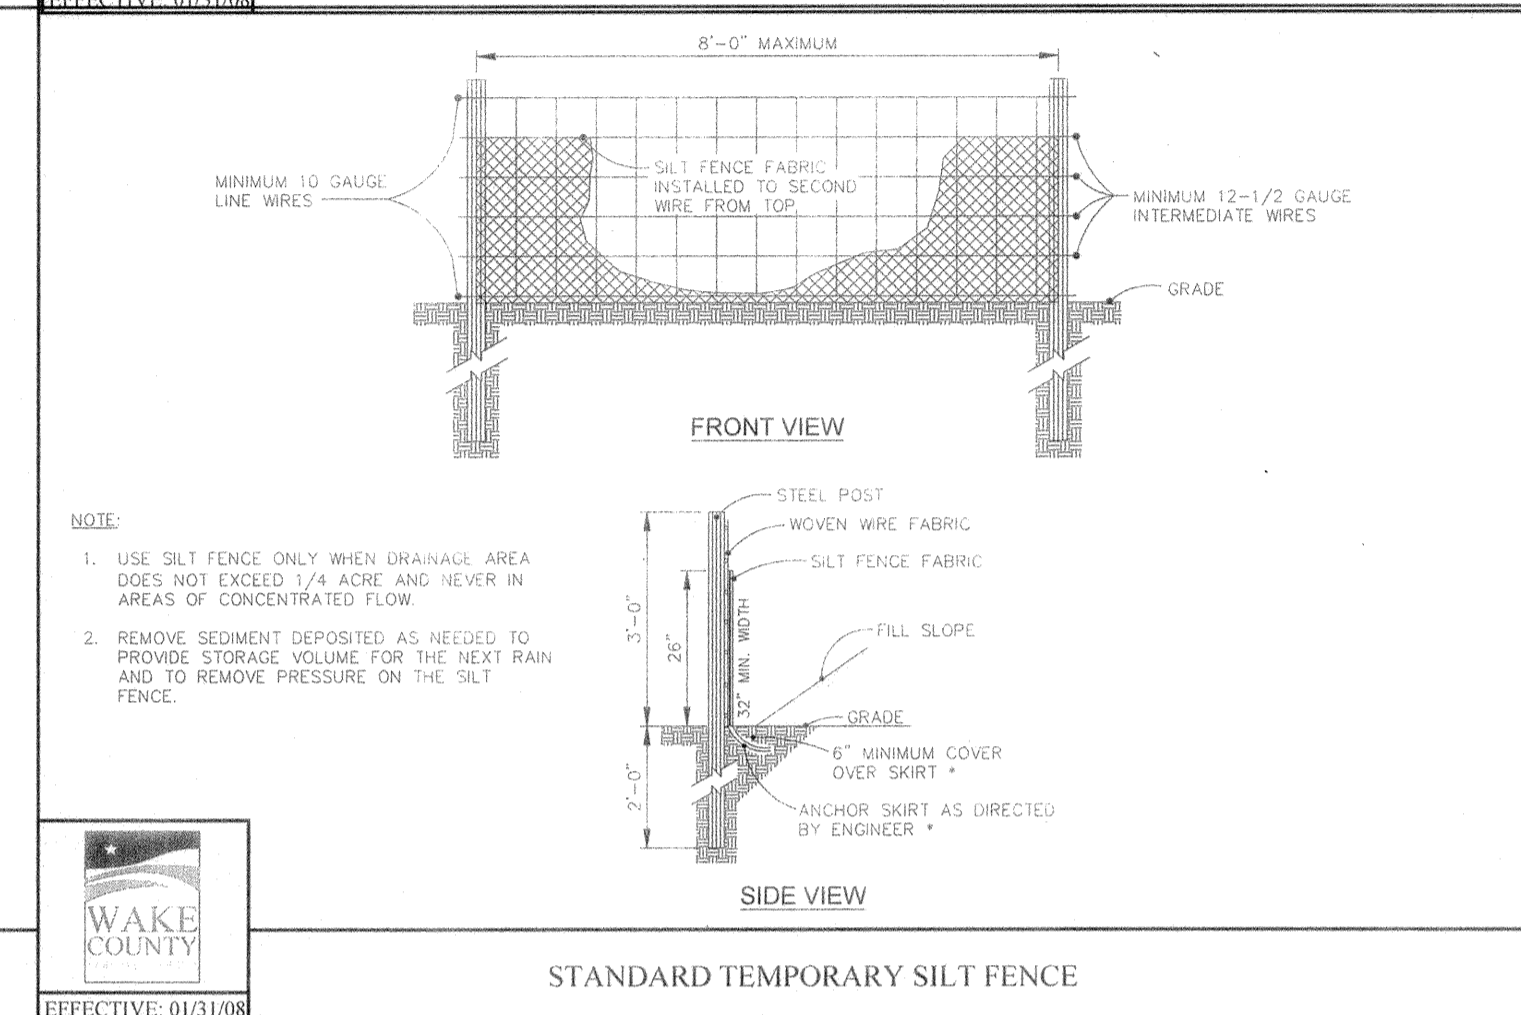 EFFECTIVE: 01/31/08
8'-0" MAXIMUM
MINIMUM 10 GAUGE
LINE WIRES
SILT FENCE FABRIC
INSTALLED TO SECOND
WIRE FROM TOP
MINIMUM 12-1/2 GAUGE
INTERMEDIATE WIRES
GRADE
FRONT VIEW
NOTE:
1. USE SILT FENCE ONLY WHEN DRAINAGE AREA
DOES NOT EXCEED 1/4 ACRE AND NEVER IN
AREAS OF CONCENTRATED FLOW.
2. REMOVE SEDIMENT DEPOSITED AS NEEDED TO
PROVIDE STORAGE VOLUME FOR THE NEXT RAIN
AND TO REMOVE PRESSURE ON THE SILT
FENCE.
STEEL POST
WOVEN WIRE FABRIC
SILT FENCE FABRIC
3'-0"
26"
32" MIN. WIDTH
FILL SLOPE
GRADE
6" MINIMUM COVER
OVER SKIRT *
2'-0"
ANCHOR SKIRT AS DIRECTED
BY ENGINEER *
SIDE VIEW
WAKE
COUNTY
STANDARD TEMPORARY SILT FENCE
EFFECTIVE: 01/31/08